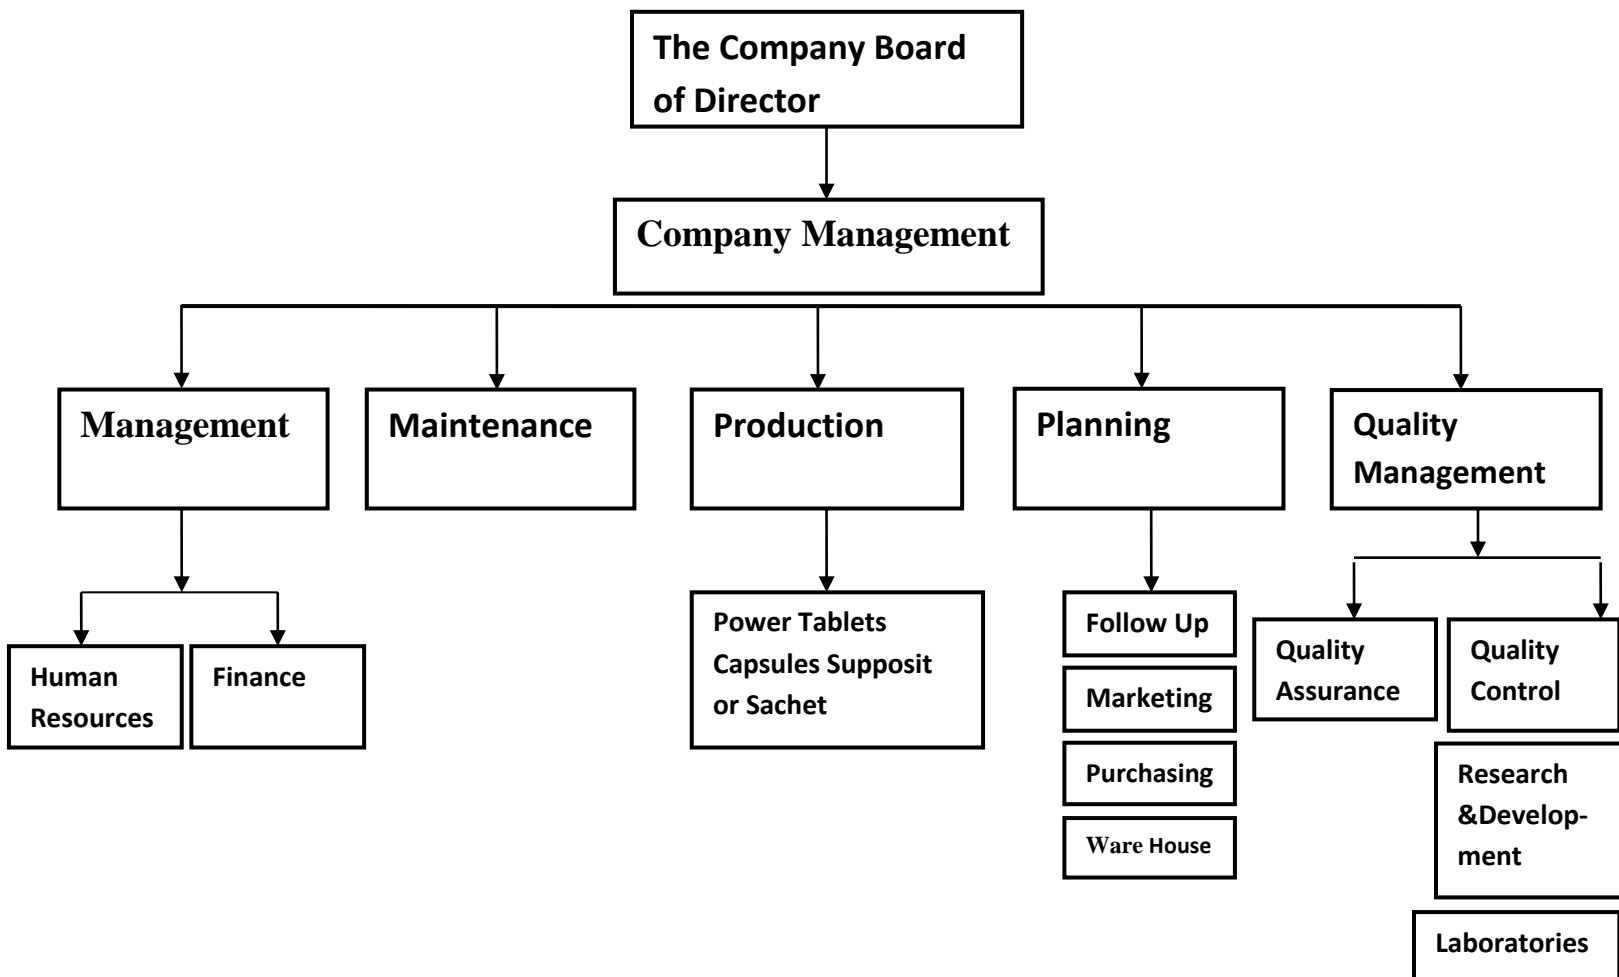 The Company Board
of Director
Company Management
Management
Maintenance
Production
Planning
Quality
Management
Human
Resources
Finance
Power Tablets
Capsules Supposit
or Sachet
Follow Up
Marketing
Purchasing
Ware House
Quality
Assurance
Quality
Control
Research
&Develop-
ment
Laboratories